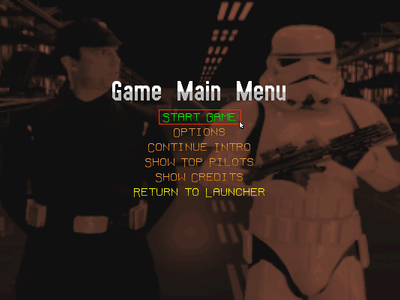 Game Main Menu
Start Game
Options
Continue Intro
Show Top Pilots
Show Credits
Return to Launcher